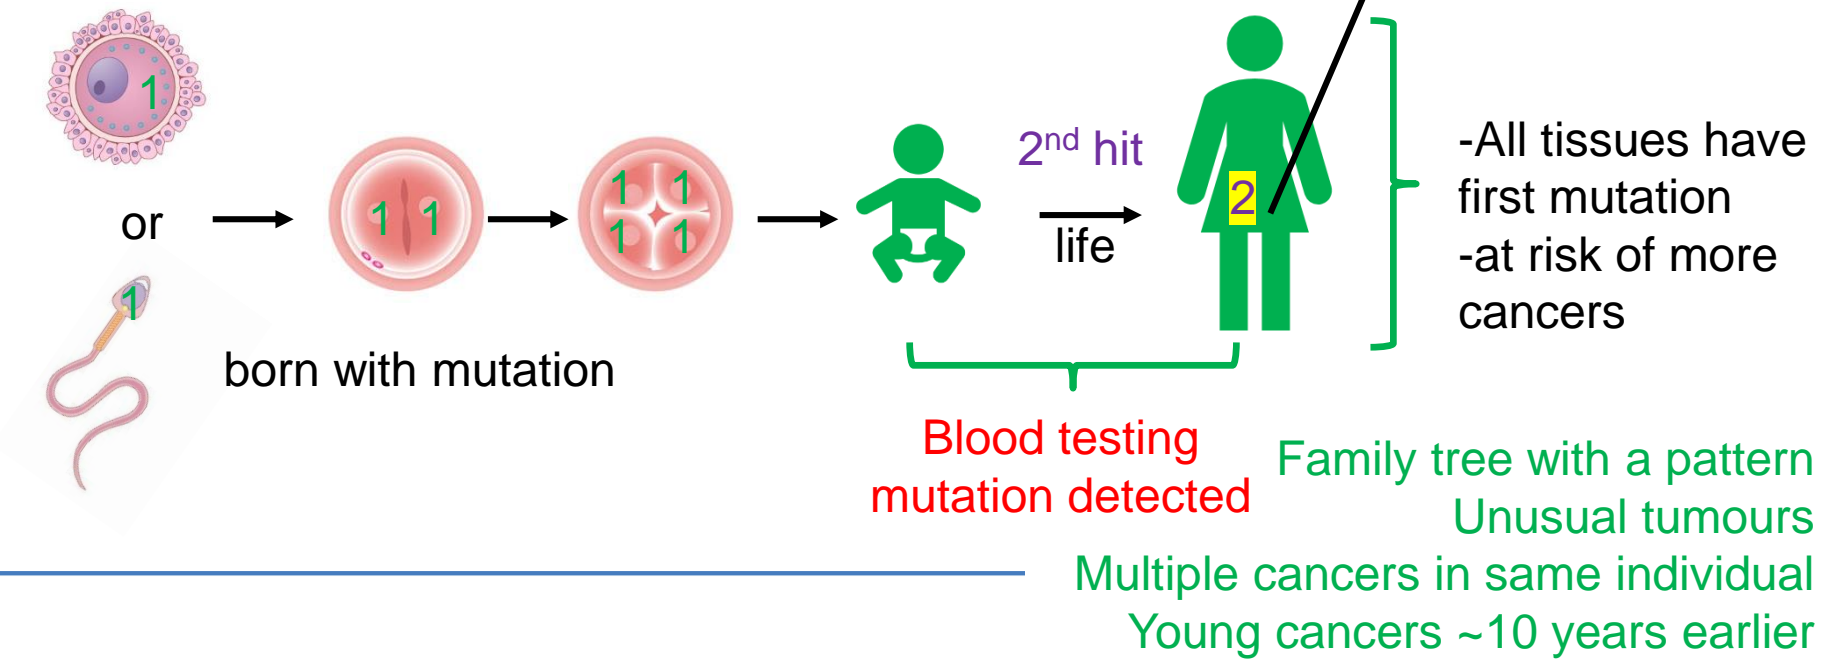 1
or
1
born with mutation
1 1
1 1
1 1
2nd hit
life
2
-All tissues have
first mutation
-at risk of more
cancers
Blood testing
mutation detected
Family tree with a pattern
Unusual tumours
Multiple cancers in same individual
Young cancers ~10 years earlier